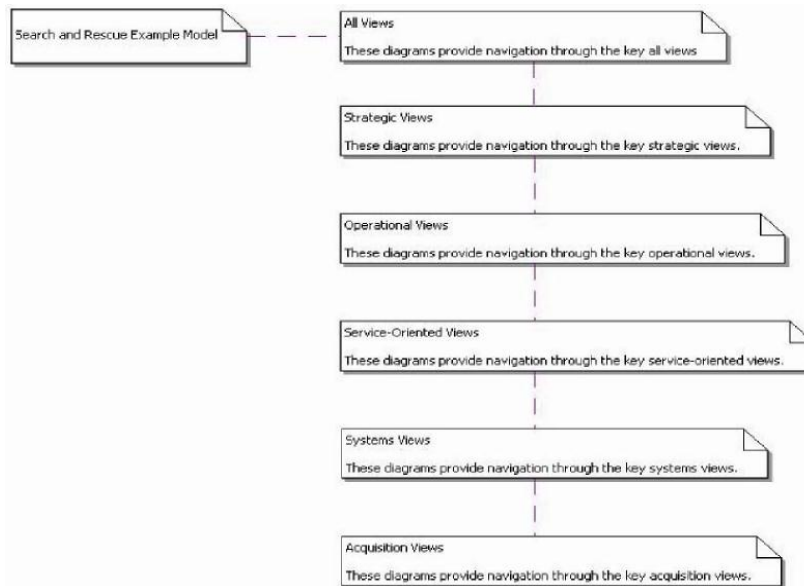 Search and Rescue Example Model
All Views
These diagrams provide navigation through the key all views
Strategic Views
These diagrams provide navigation through the key strategic views.
Operational Views
These diagrams provide navigation through the key operational views.
Service-Oriented Views
These diagrams provide navigation through the key service-oriented views.
Systems Views
These diagrams provide navigation through the key systems views.
Acquisition Views
These diagrams provide navigation through the key acquisition views.